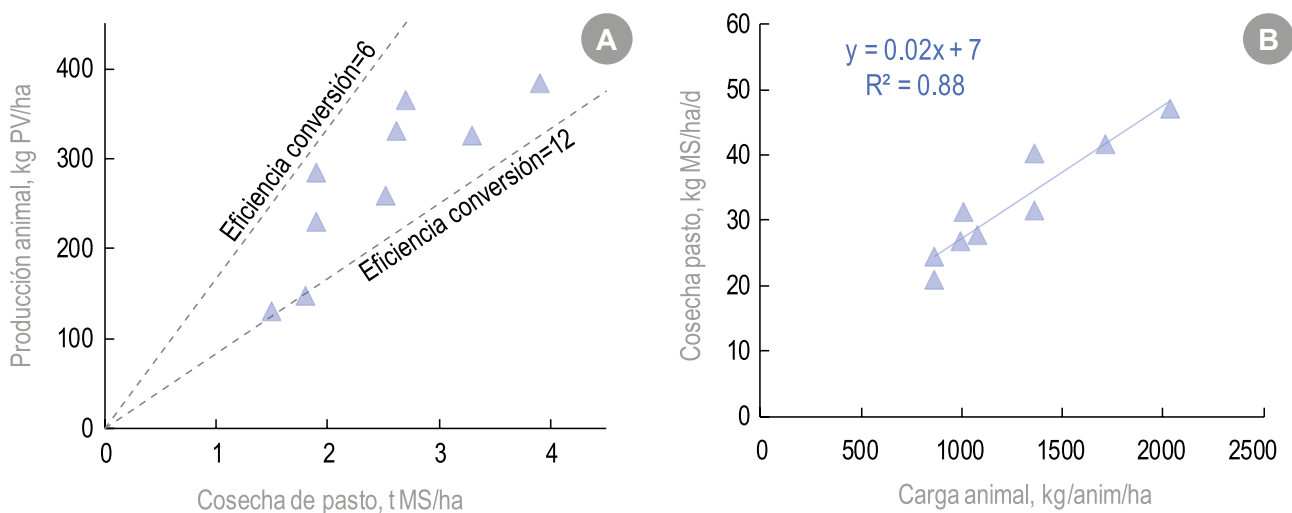 A
Producción animal, kg PV/ha
400
300
200
100
0
Eficiencia conversión=6
Eficiencia conversión=12
0 1 2 3 4
Cosecha de pasto, t MS/ha
B
y = 0.02x + 7
R² = 0.88
Cosecha pasto, kg MS/ha/d
60
50
40
30
20
10
0
0 500 1000 1500 2000 2500
Carga animal, kg/anim/ha